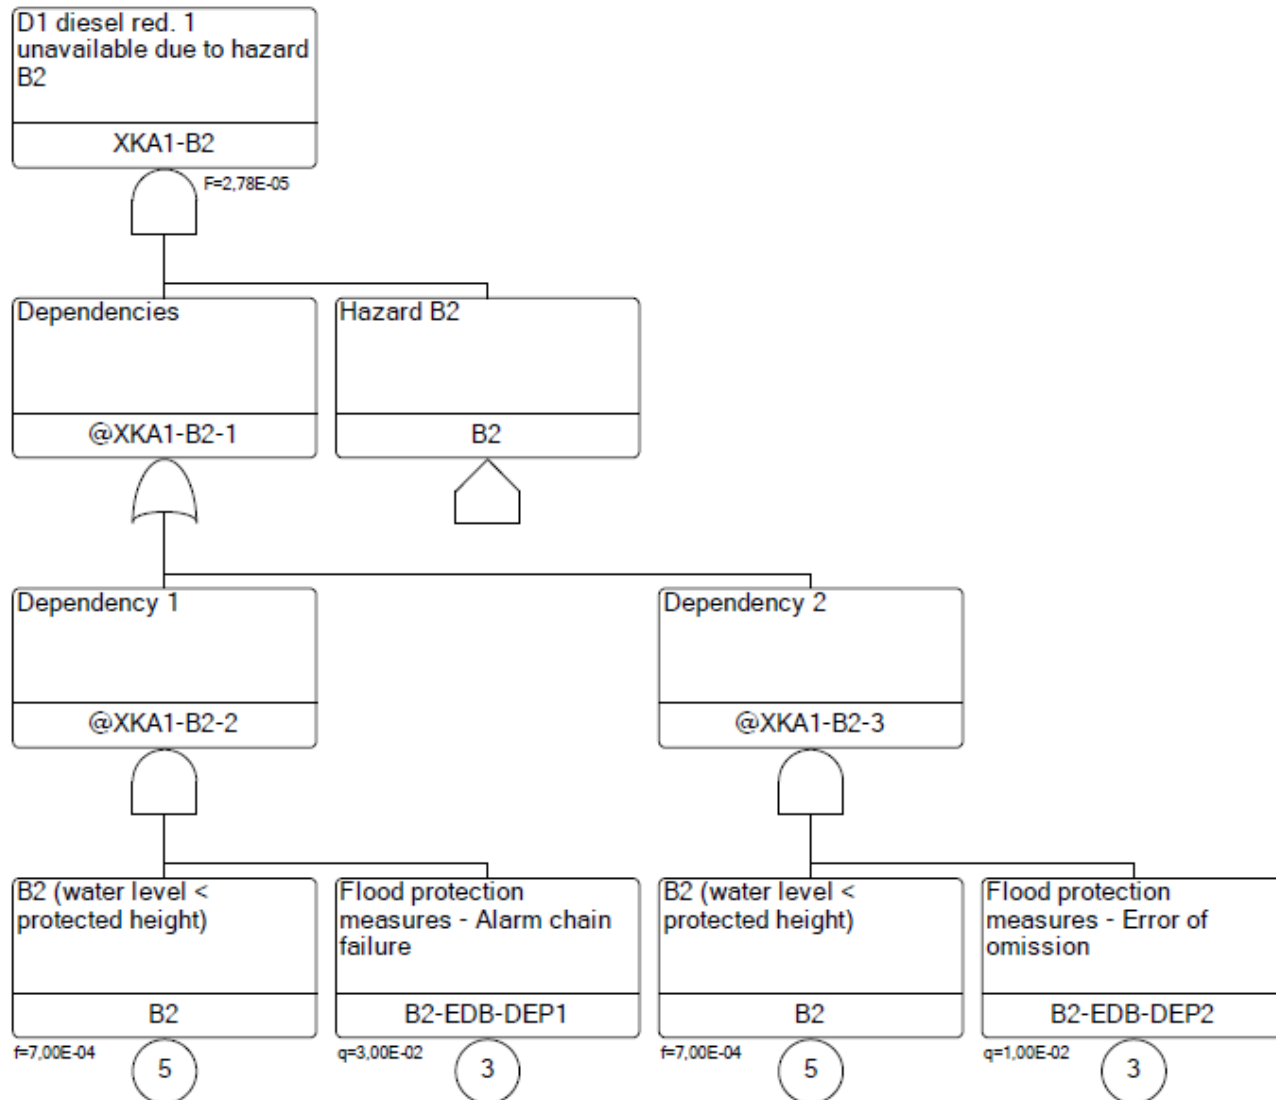 D1 diesel red. 1
unavailable due to hazard
B2
XKA1-B2
F=2,78E-05
Dependencies
@XKA1-B2-1
Hazard B2
B2
Dependency 1
@XKA1-B2-2
Dependency 2
@XKA1-B2-3
B2 (water level <
protected height)
B2
f=7,00E-04
5
Flood protection
measures - Alarm chain
failure
B2-EDB-DEP1
q=3,00E-02
3
B2 (water level <
protected height)
B2
f=7,00E-04
5
Flood protection
measures - Error of
omission
B2-EDB-DEP2
q=1,00E-02
3